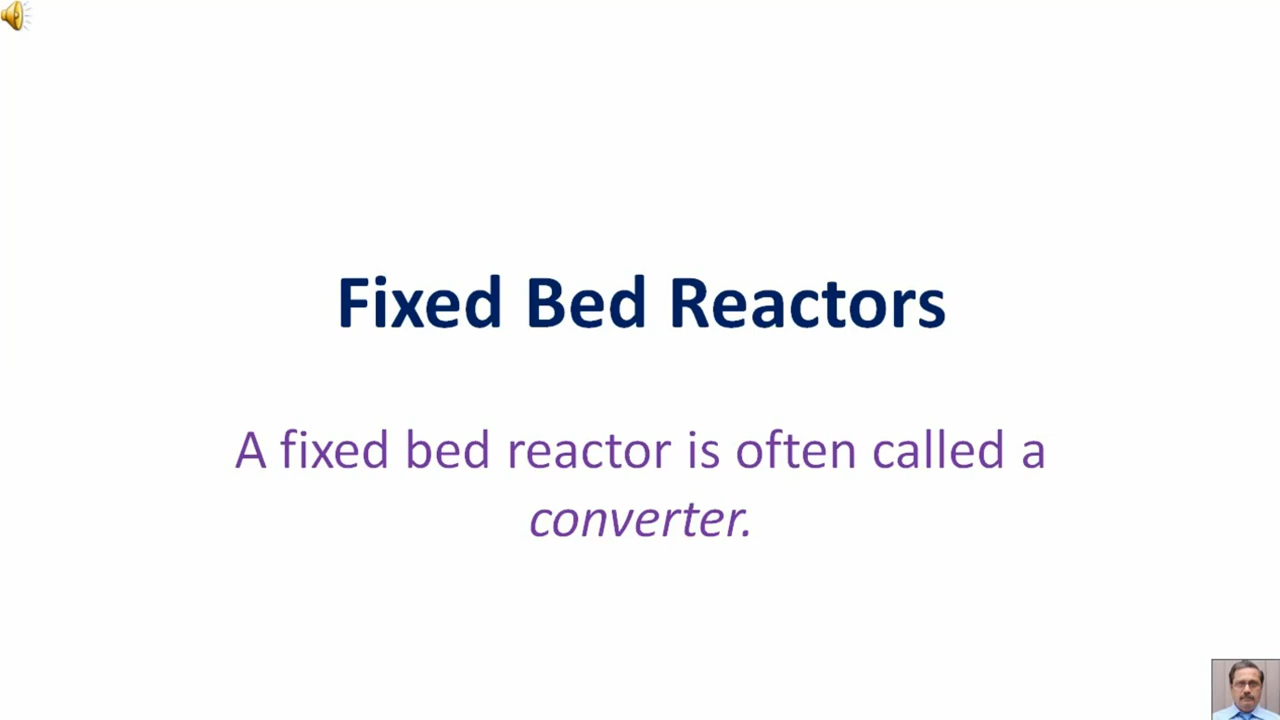 Fixed Bed Reactors
A fixed bed reactor is often called a
converter.